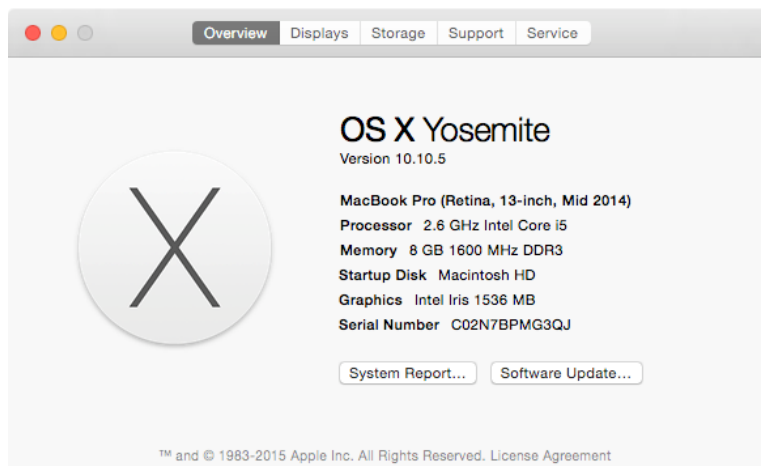 Overview Displays Storage Support Service
OS X Yosemite
Version 10.10.5
MacBook Pro (Retina, 13-inch, Mid 2014)
Processor 2.6 GHz Intel Core i5
Memory 8 GB 1600 MHz DDR3
Startup Disk Macintosh HD
Graphics Intel Iris 1536 MB
Serial Number C02N7BPMG3QJ
System Report... Software Update...
™ and © 1983-2015 Apple Inc. All Rights Reserved. License Agreement